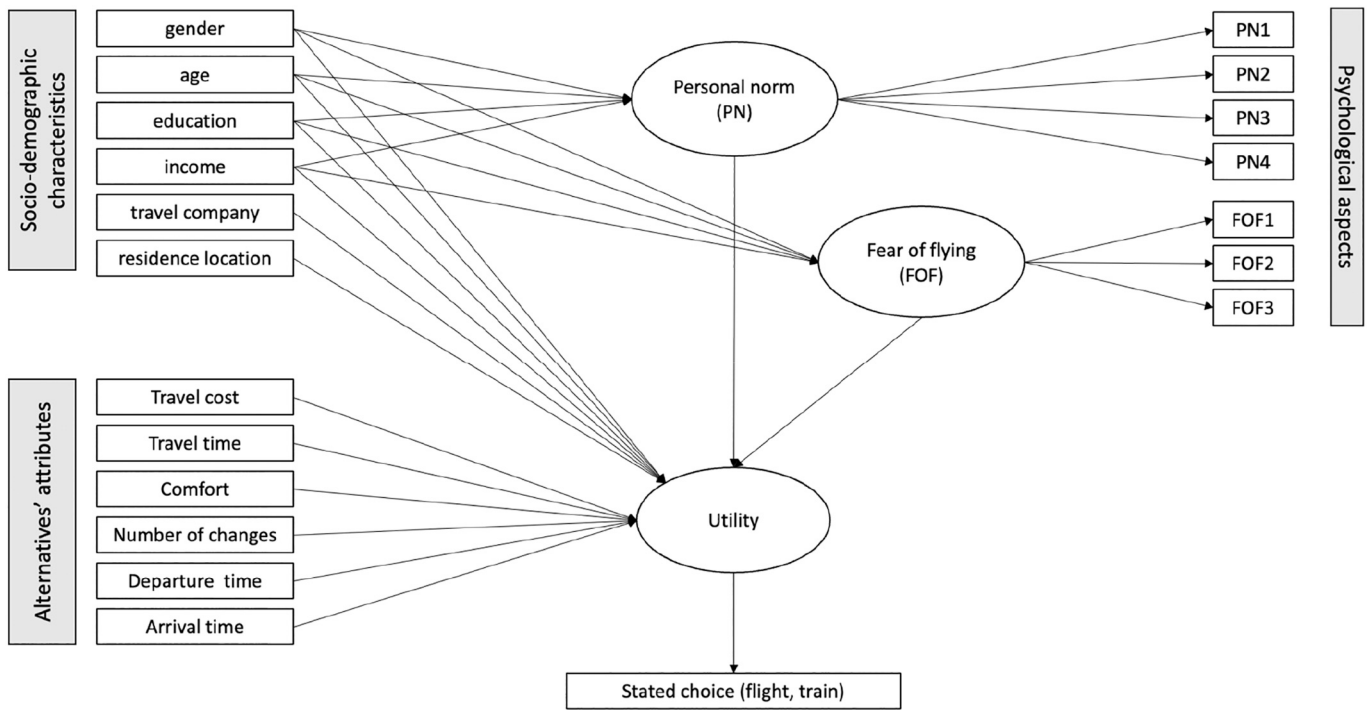 Socio-demographic
characteristics
gender
age
education
income
travel company
residence location
Personal norm
(PN)
PN1
PN2
PN3
PN4
Fear of flying
(FOF)
FOF1
FOF2
FOF3
Psychological aspects
Alternatives’ attributes
Travel cost
Travel time
Comfort
Number of changes
Departure time
Arrival time
Utility
Stated choice (flight, train)